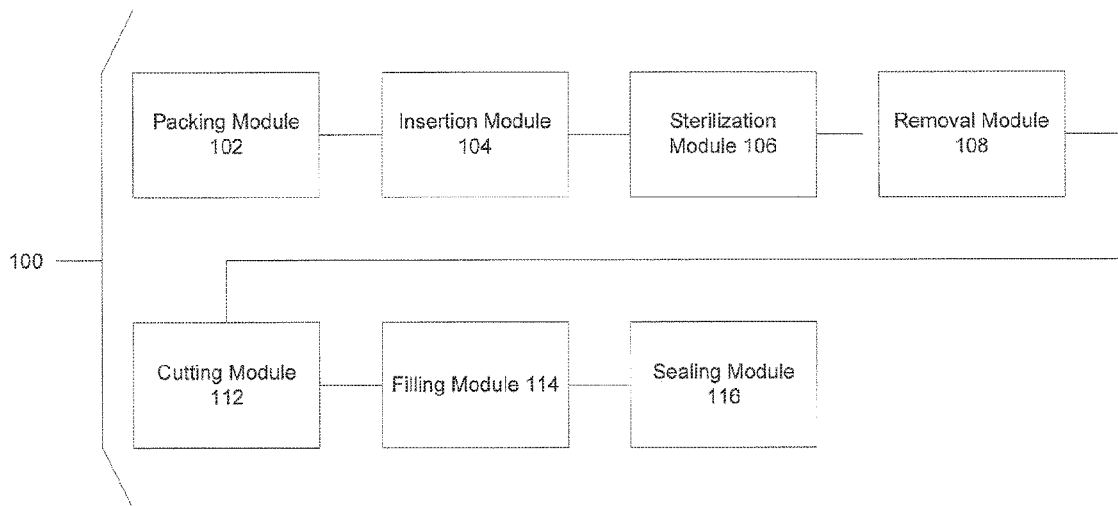 Packing Module
102
Insertion Module
104
Sterilization
Module 106
Removal Module
108
100
Cutting Module
112
Filling Module 114
Sealing Module
116